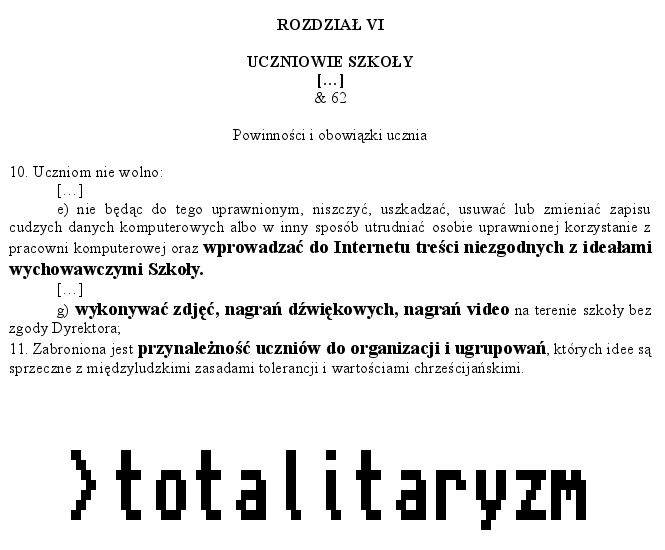 ROZDZIAŁ VI
UCZNIOWIE SZKOŁY
[…]
& 62
Powinności i obowiązki ucznia
10. Uczniom nie wolno:
[…]
e) nie będąc do tego uprawnionym, niszczyć, uszkadzać, usuwać lub zmieniać zapisu
cudzych danych komputerowych albo w inny sposób utrudniać osobie uprawnionej korzystanie z
pracowni komputerowej oraz wprowadzać do Internetu treści niezgodnych z ideałami
wychowawczymi Szkoły.
[…]
g) wykonywać zdjęć, nagrań dźwiękowych, nagrań video na terenie szkoły bez
zgody Dyrektora;
11. Zabroniona jest przynależność uczniów do organizacji i ugrupowań, których idee są
sprzeczne z międzyludzkimi zasadami tolerancji i wartościami chrześcijańskimi.
>totalitaryzm